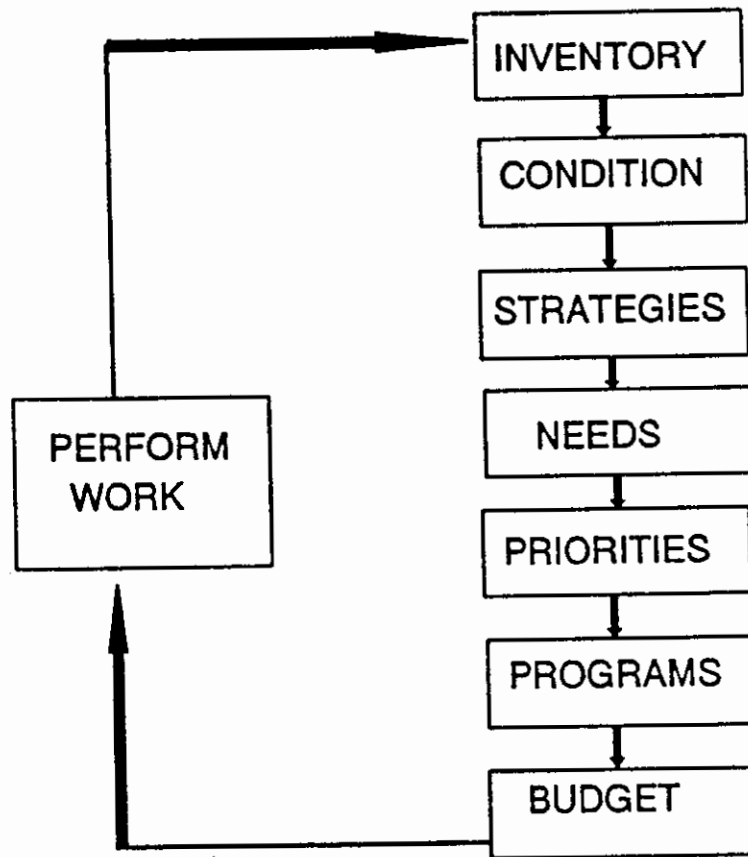 INVENTORY
CONDITION
STRATEGIES
NEEDS
PERFORM
WORK
PRIORITIES
PROGRAMS
BUDGET